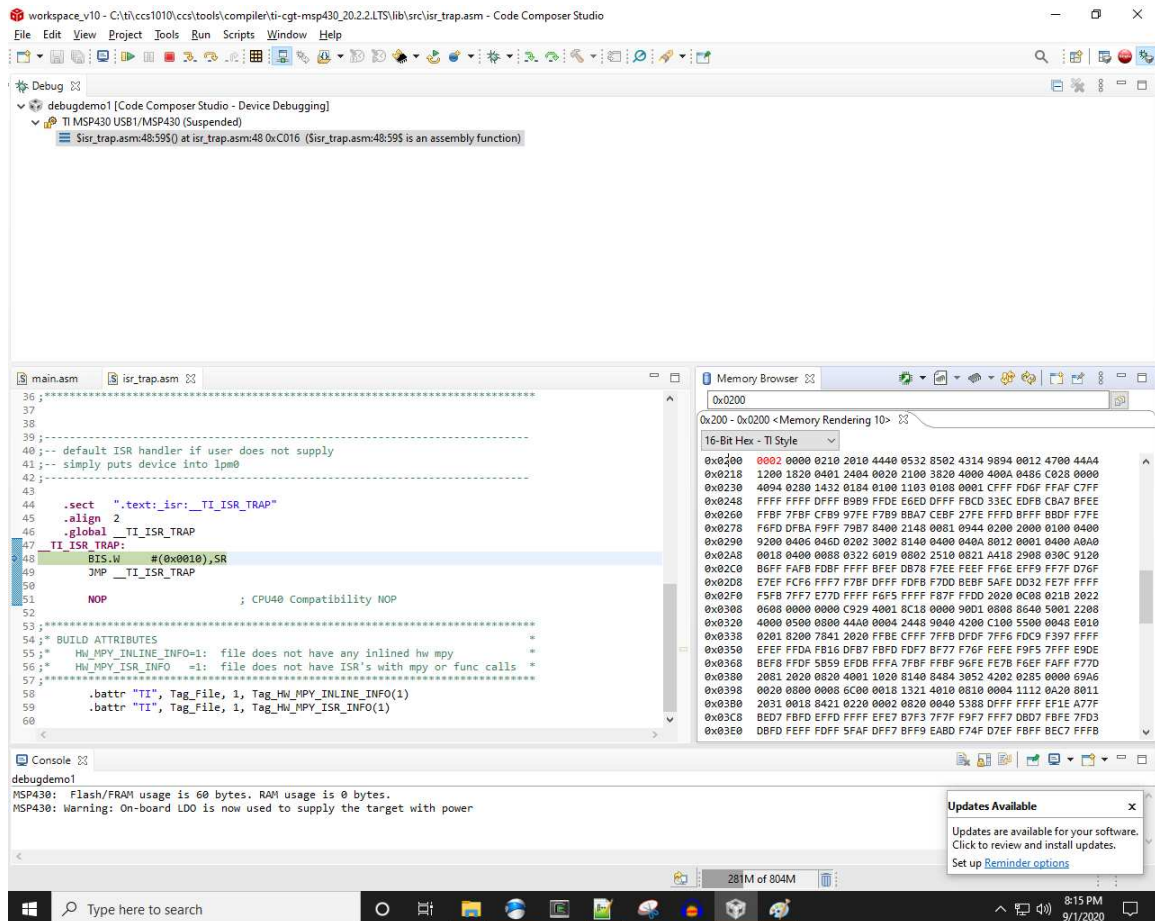 workspace_v10 - C:\ti\ccs1010\ccs\tools\compiler\ti-cgt-msp430_20.2.2.LTS\lib\src\isr_trap.asm - Code Composer Studio
File Edit View Project Tools Run Scripts Window Help
Debug
debugdemo1 [Code Composer Studio - Device Debugging]
TI MSP430 USB1/MSP430 (Suspended)
$isr_trap.asm:48:59$() at isr_trap.asm:48 0xC016 ($isr_trap.asm:48:59$ is an assembly function)
main.asm isr_trap.asm
36 ;******************************************************************************
37
38
39 ;------------------------------------------------------------------------------
40 ;-- default ISR handler if user does not supply
41 ;-- simply puts device into lpm0
42 ;------------------------------------------------------------------------------
43
44 .sect ".text:_isr:__TI_ISR_TRAP"
45 .align 2
46 .global __TI_ISR_TRAP
47 __TI_ISR_TRAP:
48 BIS.W #(0x0010),SR
49 JMP __TI_ISR_TRAP
50
51 NOP ; CPU40 Compatibility NOP
52
53 ;******************************************************************************
54 ;* BUILD ATTRIBUTES *
55 ;* HW_MPY_INLINE_INFO=1: file does not have any inlined hw mpy *
56 ;* HW_MPY_ISR_INFO =1: file does not have ISR's with mpy or func calls *
57 ;******************************************************************************
58 .battr "TI", Tag_File, 1, Tag_HW_MPY_INLINE_INFO(1)
59 .battr "TI", Tag_File, 1, Tag_HW_MPY_ISR_INFO(1)
60
Memory Browser
0x0200
0x200 - 0x0200 <Memory Rendering 10>
16-Bit Hex - TI Style
0x0200 0002 0000 0210 2010 4440 0532 8502 4314 9894 0012 4700 44A4
0x0218 1200 1820 0401 2404 0020 2100 3820 4000 400A 0486 C028 0000
0x0230 4094 0280 1432 0184 0100 1103 0108 0001 CFFF FD6F FFAF C7FF
0x0248 FFFF FFFF DFFF B9B9 FFDE E6ED DFFF FBCD 33EC EDFB CBA7 BFEE
0x0260 FFBF 7FBF CFB9 97FE F7B9 BBA7 CEBF 27FE FFFD BFFF BBDF F7FE
0x0278 F6FD DFBA F9FF 79B7 8400 2148 0081 0944 0200 2000 0100 0400
0x0290 9200 0406 046D 0202 3002 8140 0400 040A 8012 0001 0400 A0A0
0x02A8 0018 0400 0088 0322 6019 0802 2510 0821 A418 2908 030C 9120
0x02C0 B6FF FAFB FDBF FFFF BFEF DB78 F7EE FEEF FF6E EFF9 FF7F D76F
0x02D8 E7EF FCF6 FFF7 F7BF DFFF FDFB F7DD BEBF 5AFE DD32 FE7F FFFF
0x02F0 F5FB 7FF7 E77D FFFF F6F5 FFFF F87F FFDD 2020 0C08 021B 2022
0x0308 0608 0000 0000 C929 4001 8C18 0000 90D1 0808 8640 5001 2208
0x0320 4000 0500 0800 44A0 0004 2448 9040 4200 C100 5500 0048 E010
0x0338 0201 8200 7841 2020 FFBE CFFF 7FFB DFDF 7FF6 FDC9 F397 FFFF
0x0350 EFEF FFDA FB16 DFB7 FBFD FDF7 BF77 F76F FEFE F9F5 7FFF E9DE
0x0368 BEF8 FFDF 5B59 EFDB FFFA 7FBF FFBF 96FE FE7B F6EF FAFF F77D
0x0380 2081 2020 0820 4001 1020 8140 8484 3052 4202 0285 0000 69A6
0x0398 0020 0800 0008 6C00 0018 1321 4010 0810 0004 1112 0A20 8011
0x03B0 2031 0018 8421 0220 0002 0820 0040 5388 DFFF FFFF EF1E A77F
0x03C8 BED7 FBFD EFFD FFFF EFE7 B7F3 7F7F F9F7 FFF7 DBD7 FBFE 7FD3
0x03E0 DBFD FEFF FDFF 5FAF DFF7 BFF9 EABD F74F D7EF FBFF BEC7 FFFB
Console
debugdemo1
MSP430: Flash/FRAM usage is 60 bytes. RAM usage is 0 bytes.
MSP430: Warning: On-board LDO is now used to supply the target with power
Updates Available x
Updates are available for your software.
Click to review and install updates.
Set up Reminder options
281M of 804M
Type here to search
8:15 PM
9/1/2020